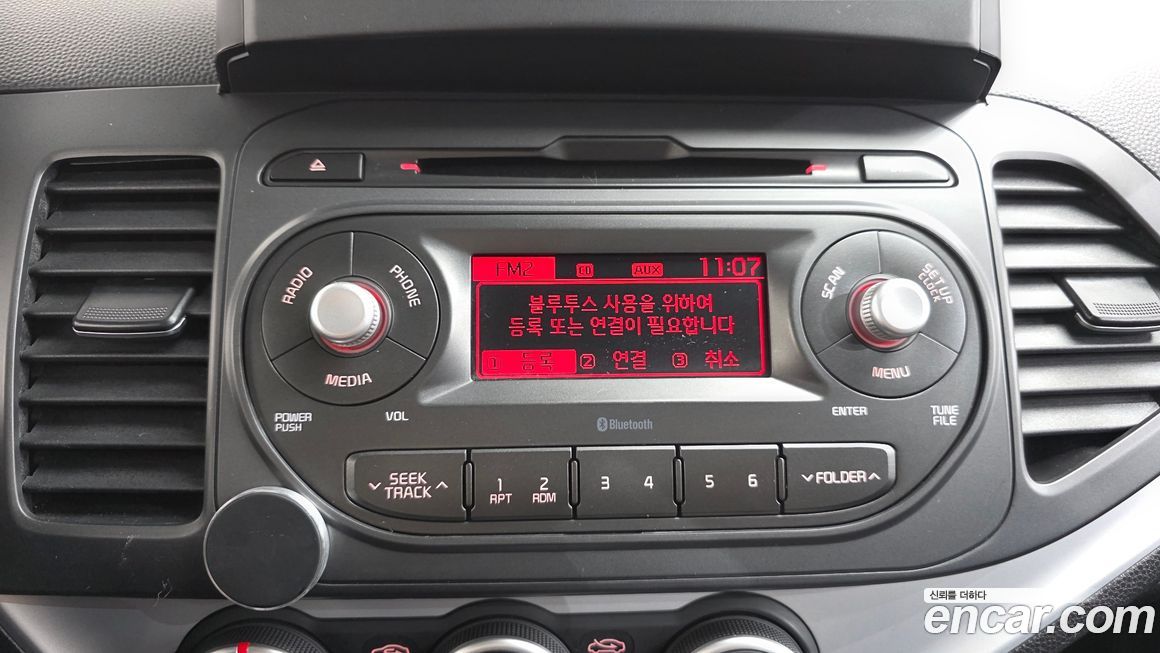 FM2 CD AUX 11:07
블루투스 사용을 위하여
등록 또는 연결이 필요합니다
1 등록 2 연결 3 취소
RADIO
PHONE
MEDIA
POWER
PUSH
VOL
SCAN
SETUP
CLOCK
MENU
ENTER
TUNE
FILE
Bluetooth
SEEK
TRACK
1 2
RPT RDM
3 4
5 6
FOLDER
신뢰를 더하다
encar.com